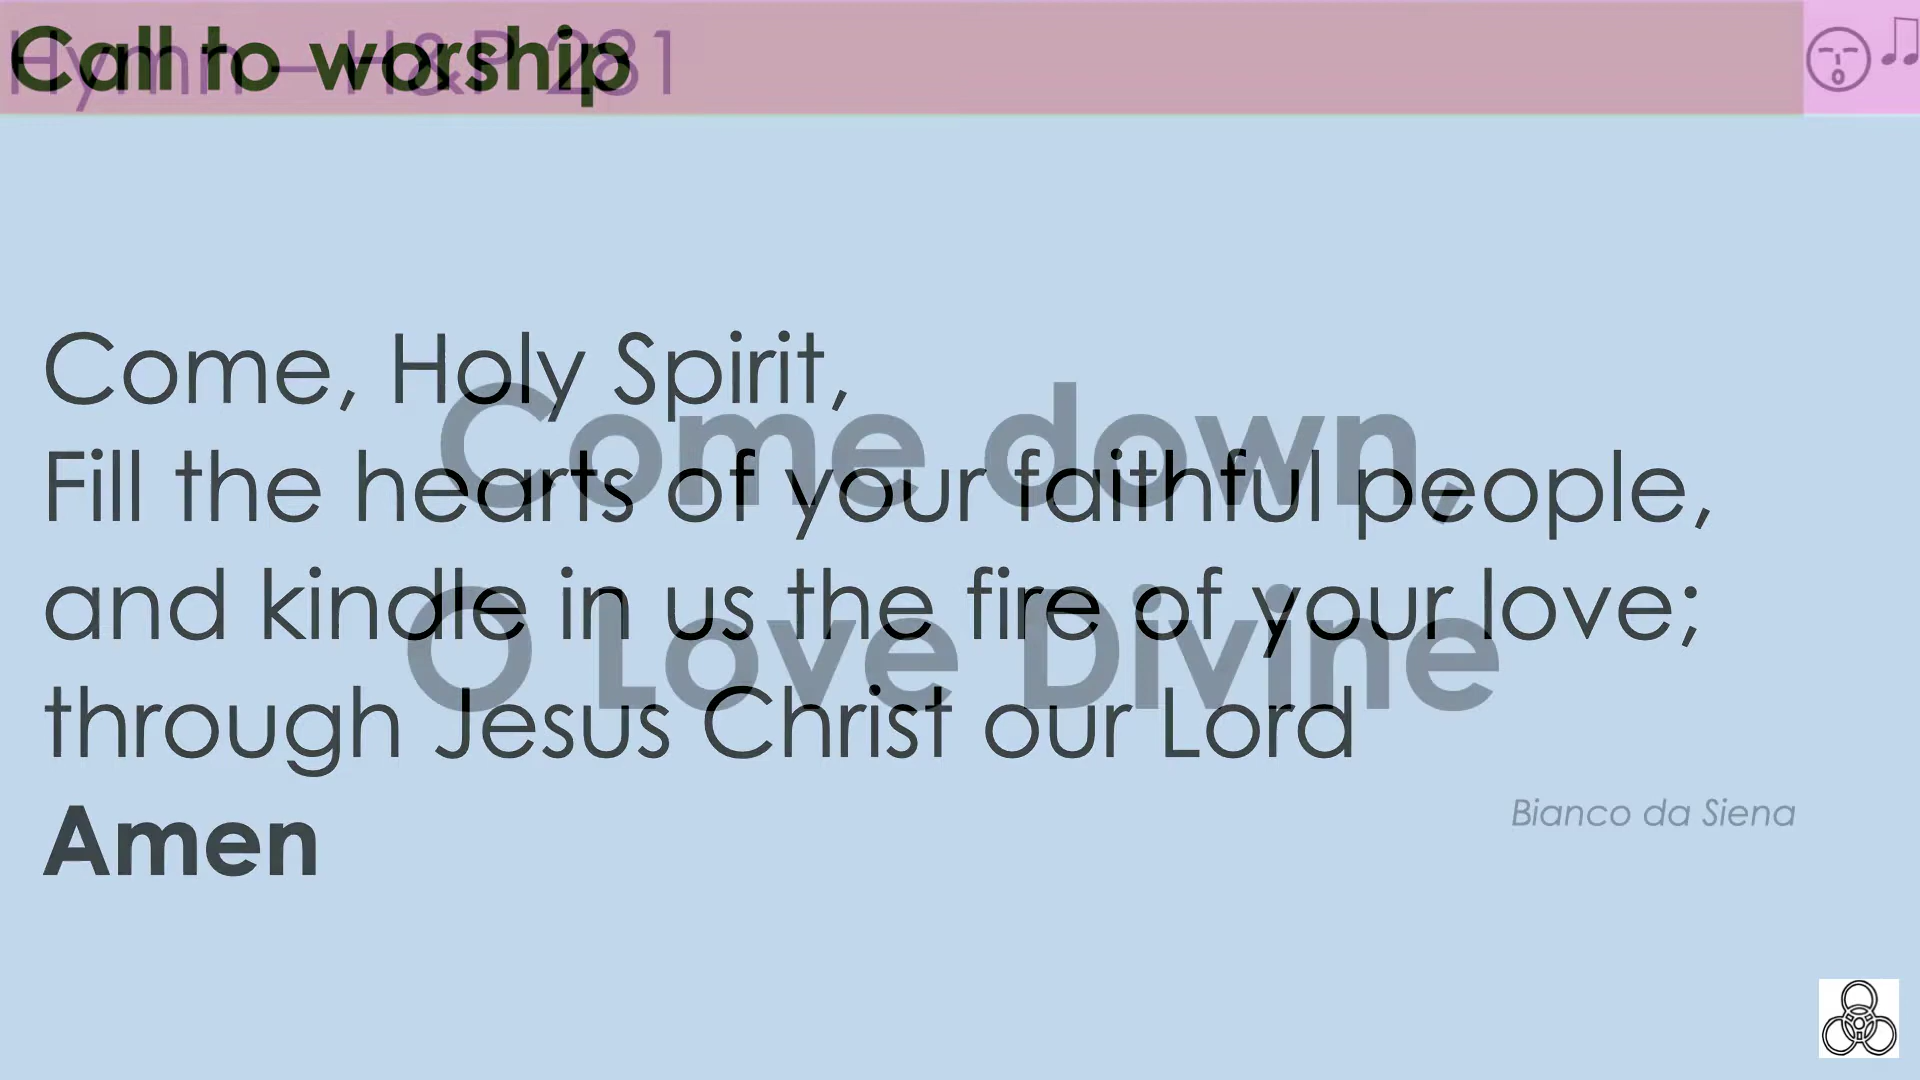 Call to worship
Hymn – H&P 281
Come, Holy Spirit,
Fill the hearts of your faithful people,
and kindle in us the fire of your love;
through Jesus Christ our Lord
Amen
Come down,
O Love Divine
Bianco da Siena